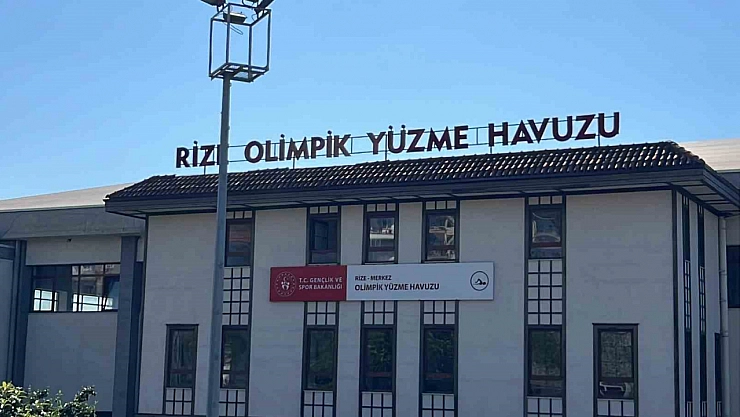 RİZE OLİMPİK YÜZME HAVUZU
T.C. GENÇLİK VE
SPOR BAKANLIĞI
RİZE - MERKEZ
OLİMPİK YÜZME HAVUZU